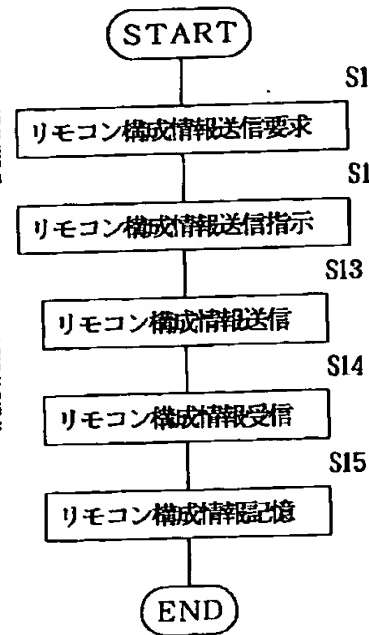 START
S1
リモコン構成情報送信要求
S1
リモコン構成情報送信指示
S13
リモコン構成情報送信
S14
リモコン構成情報受信
S15
リモコン構成情報記憶
END